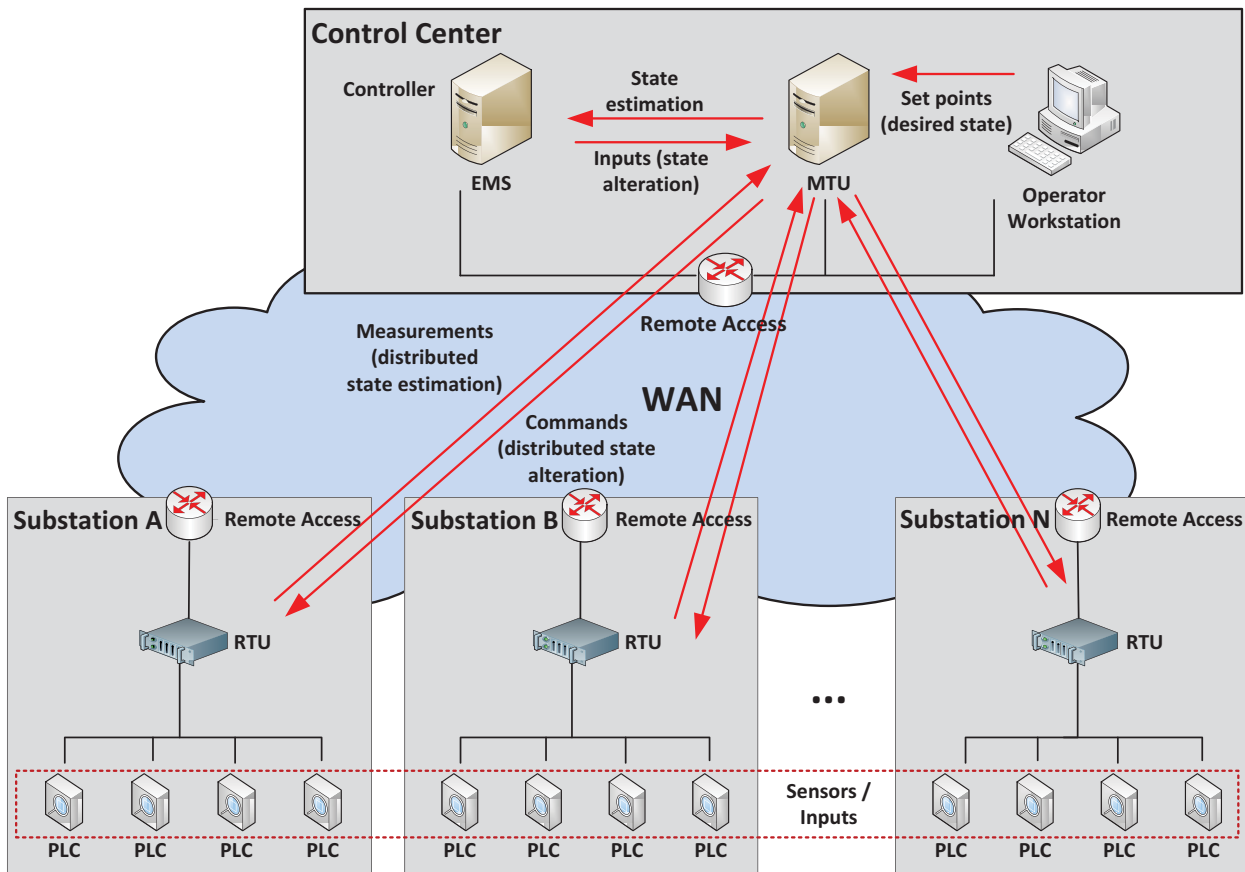 Control Center
Controller
State
estimation
Inputs (state
alteration)
Set points
(desired state)
EMS
MTU
Operator
Workstation
Remote Access
Measurements
(distributed
state estimation)
WAN
Commands
(distributed state
alteration)
Substation A
Remote Access
Substation B
Remote Access
Substation N
Remote Access
RTU
RTU
RTU
...
Sensors /
Inputs
PLC
PLC
PLC
PLC
PLC
PLC
PLC
PLC
PLC
PLC
PLC
PLC